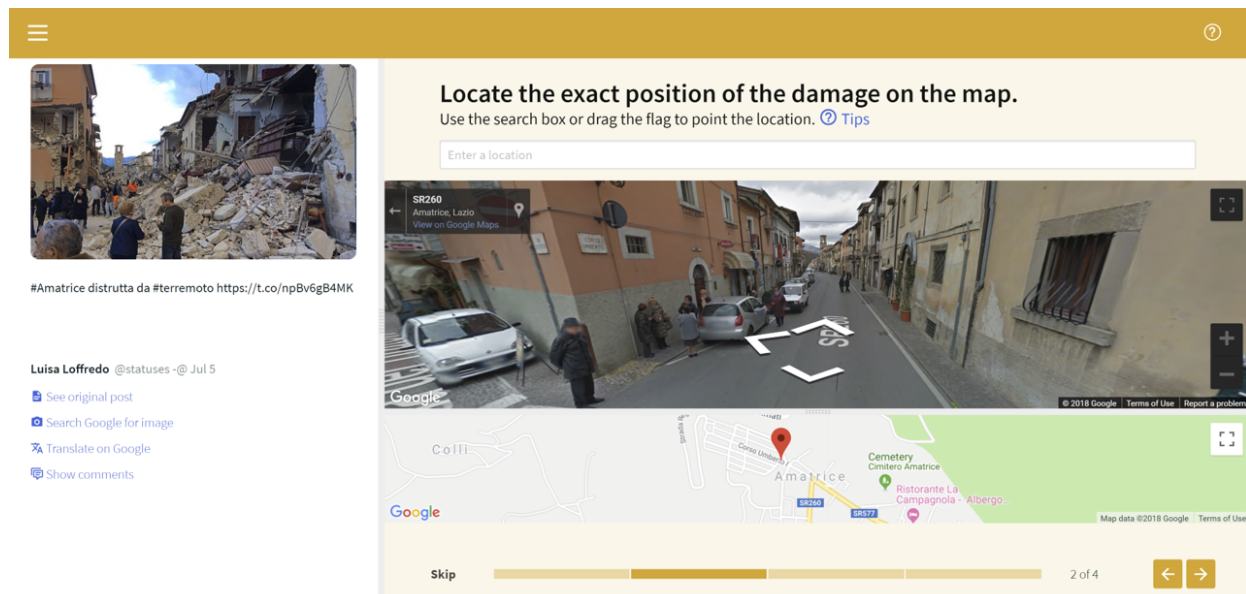 #Amatrice distrutta da #terremoto https://t.co/npBv6gB4MK
Luisa Loffredo @statuses -@ Jul 5
See original post
Search Google for image
Translate on Google
Show comments
Locate the exact position of the damage on the map.
Use the search box or drag the flag to point the location. Tips
Enter a location
SR260
Amatrice, Lazio
View on Google Maps
SR260
Google
© 2018 Google Terms of Use Report a problem
Colli
Corso Umberto I
Amatrice
Cemetery
Cimitero Amatrice
Ristorante La
Campagnola - Albergo...
SR260
SR577
Google
Map data ©2018 Google Terms of Use
Skip
2 of 4